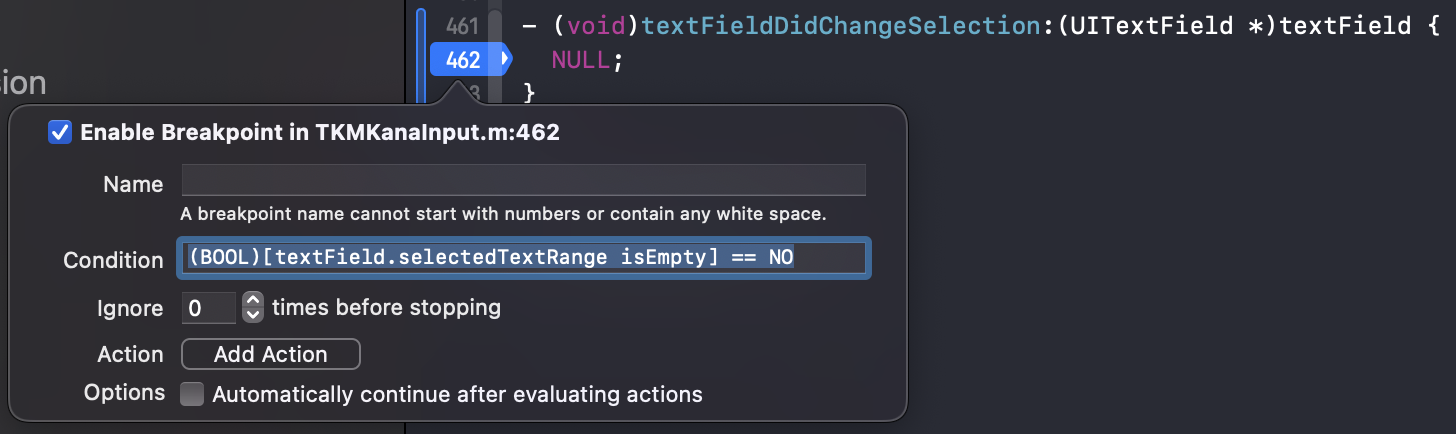 461 - (void)textFieldDidChangeSelection:(UITextField *)textField {
462 NULL;
sion
3 }
Enable Breakpoint in TKMKanaInput.m:462
Name
A breakpoint name cannot start with numbers or contain any white space.
Condition (BOOL)[textField.selectedTextRange isEmpty] == NO
Ignore 0 times before stopping
Action Add Action
Options Automatically continue after evaluating actions